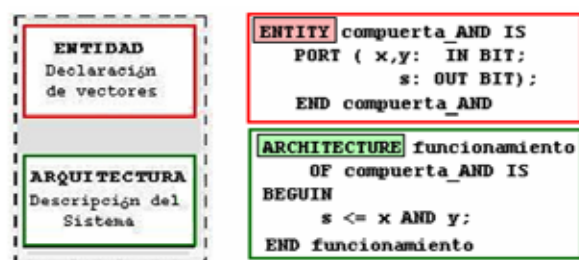 ENTIDAD
Declaración
de vectores
ARQUITECTURA
Descripción del
Sistema
ENTITY compuerta_AND IS
PORT ( x,y: IN BIT;
s: OUT BIT);
END compuerta_AND
ARCHITECTURE funcionamiento
OF compuerta_AND IS
BEGUIN
s <= x AND y;
END funcionamiento